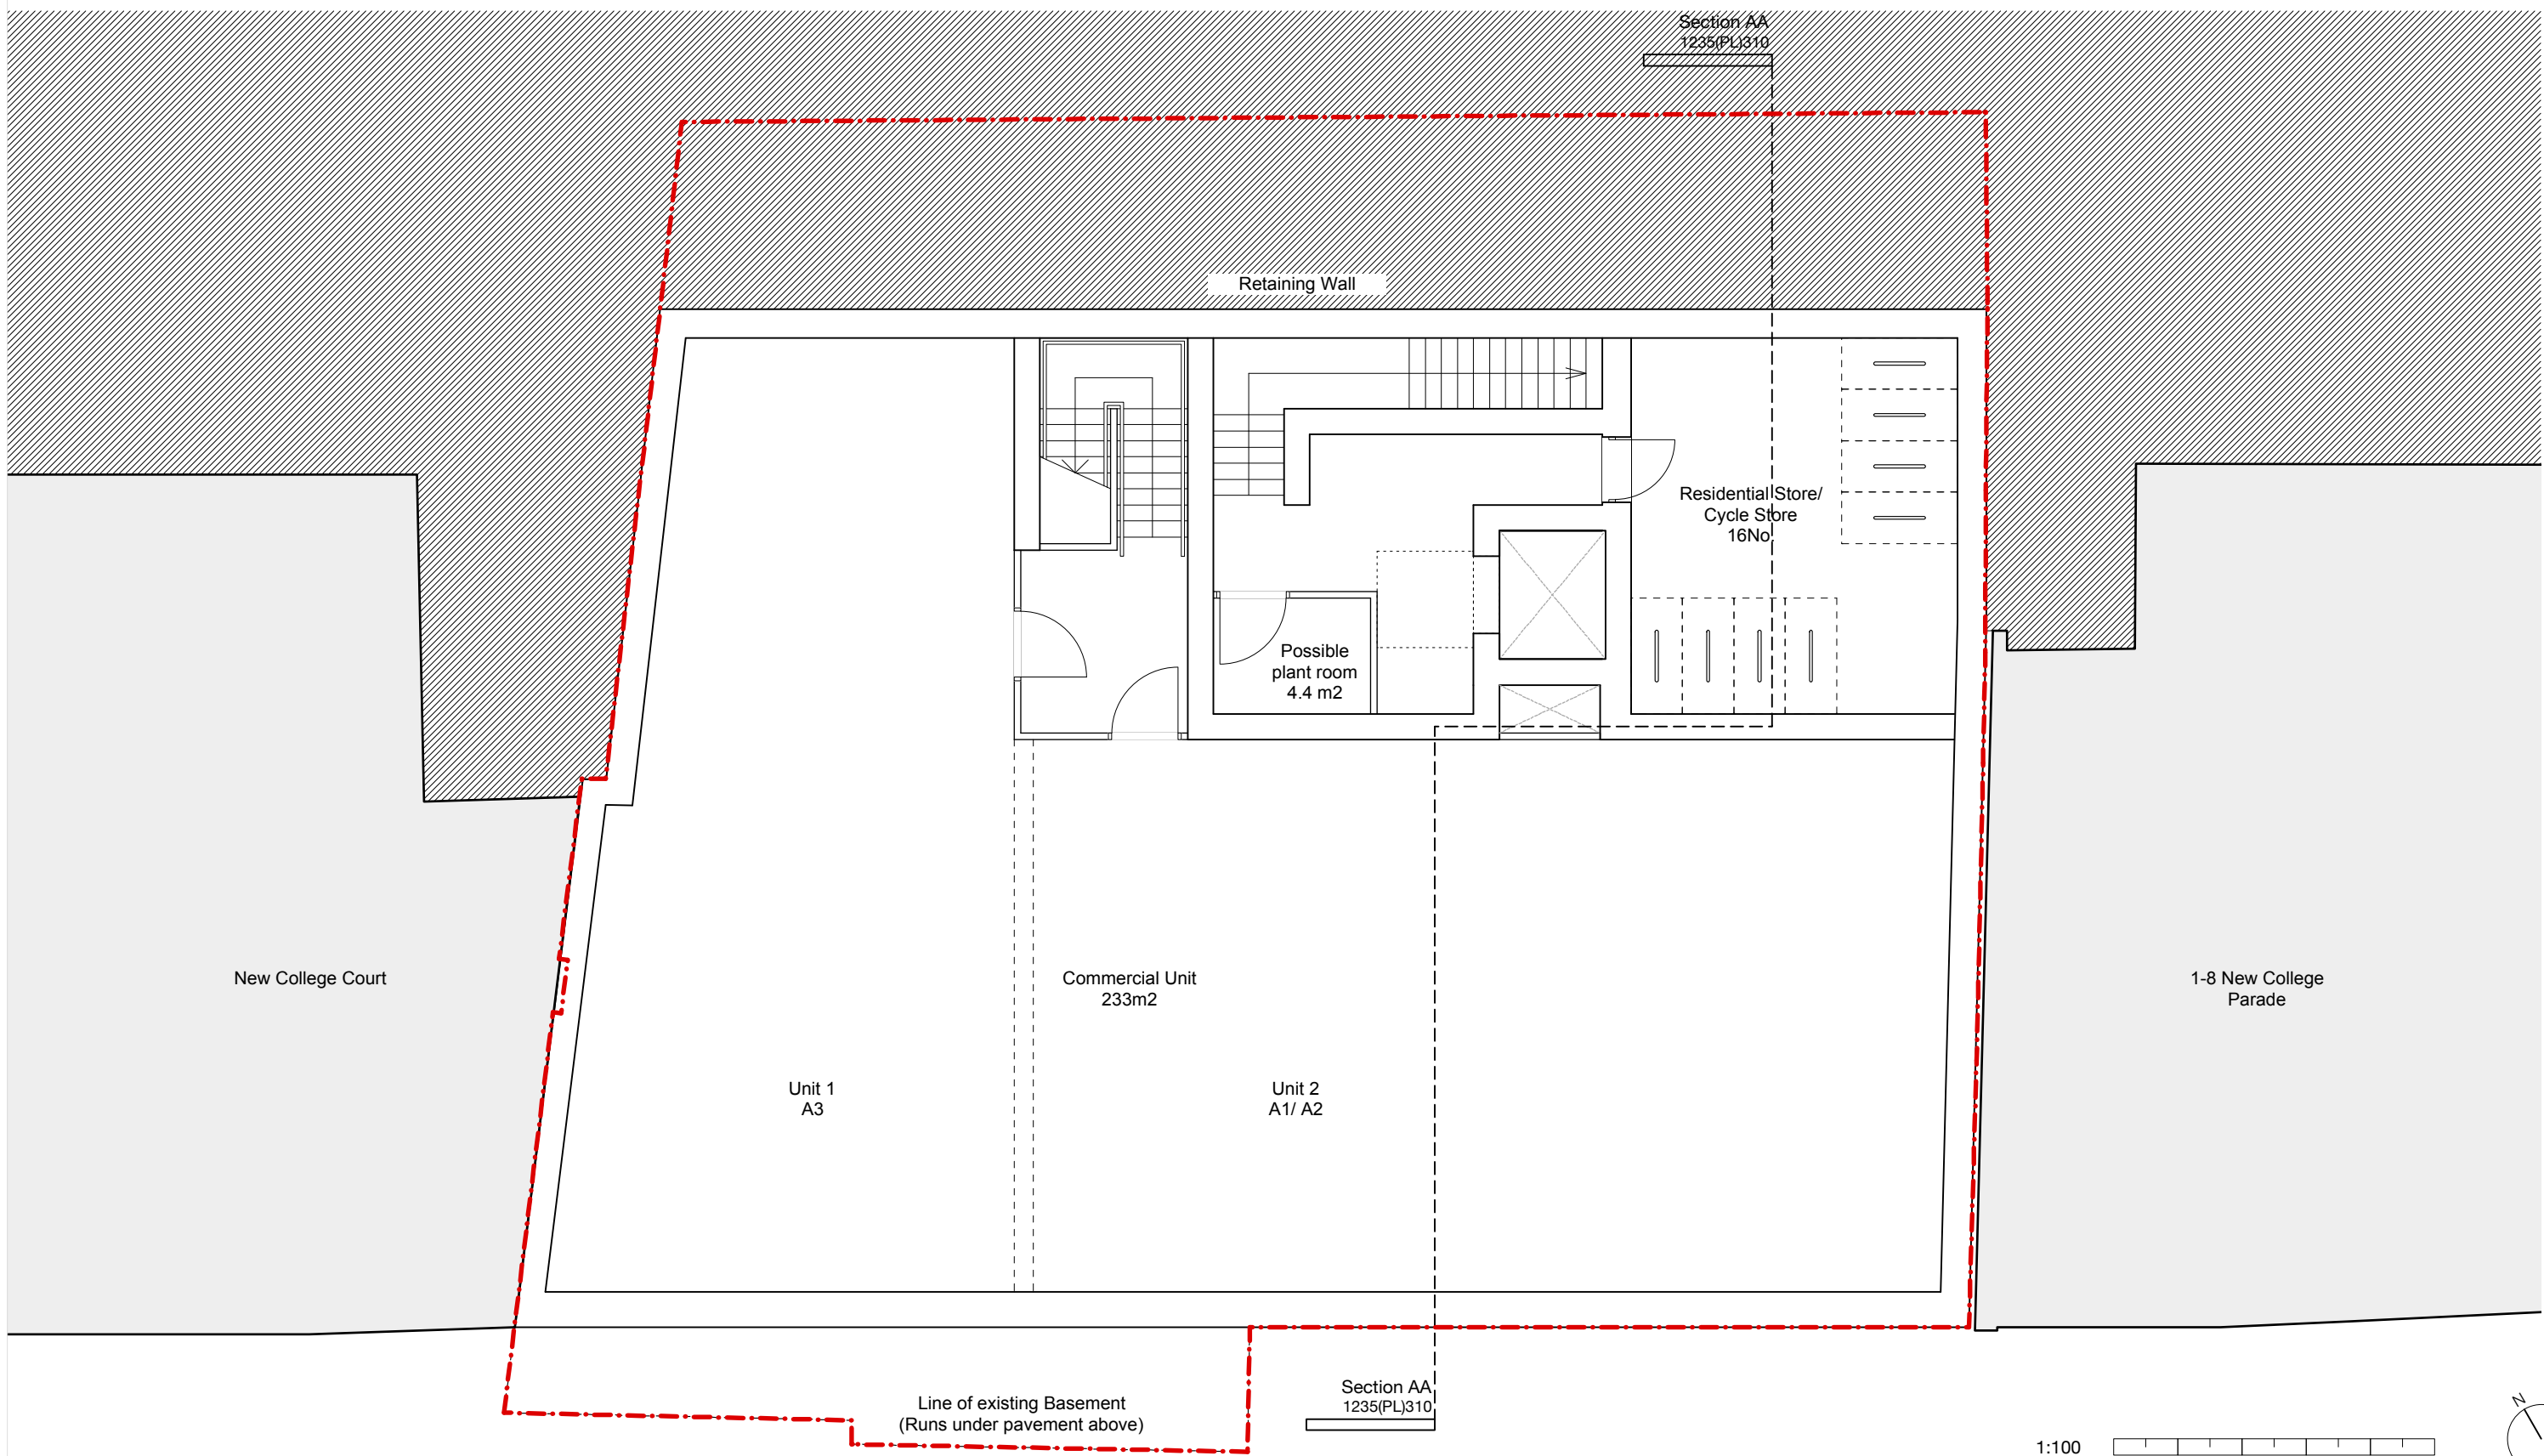 Section AA
1235(PL)310
Retaining Wall
Residential Store/
Cycle Store
16No.
Possible
plant room
4.4 m2
New College Court
Commercial Unit
233m2
1-8 New College
Parade
Unit 1
A3
Unit 2
A1/ A2
Section AA
1235(PL)310
Line of existing Basement
(Runs under pavement above)
N
1:100